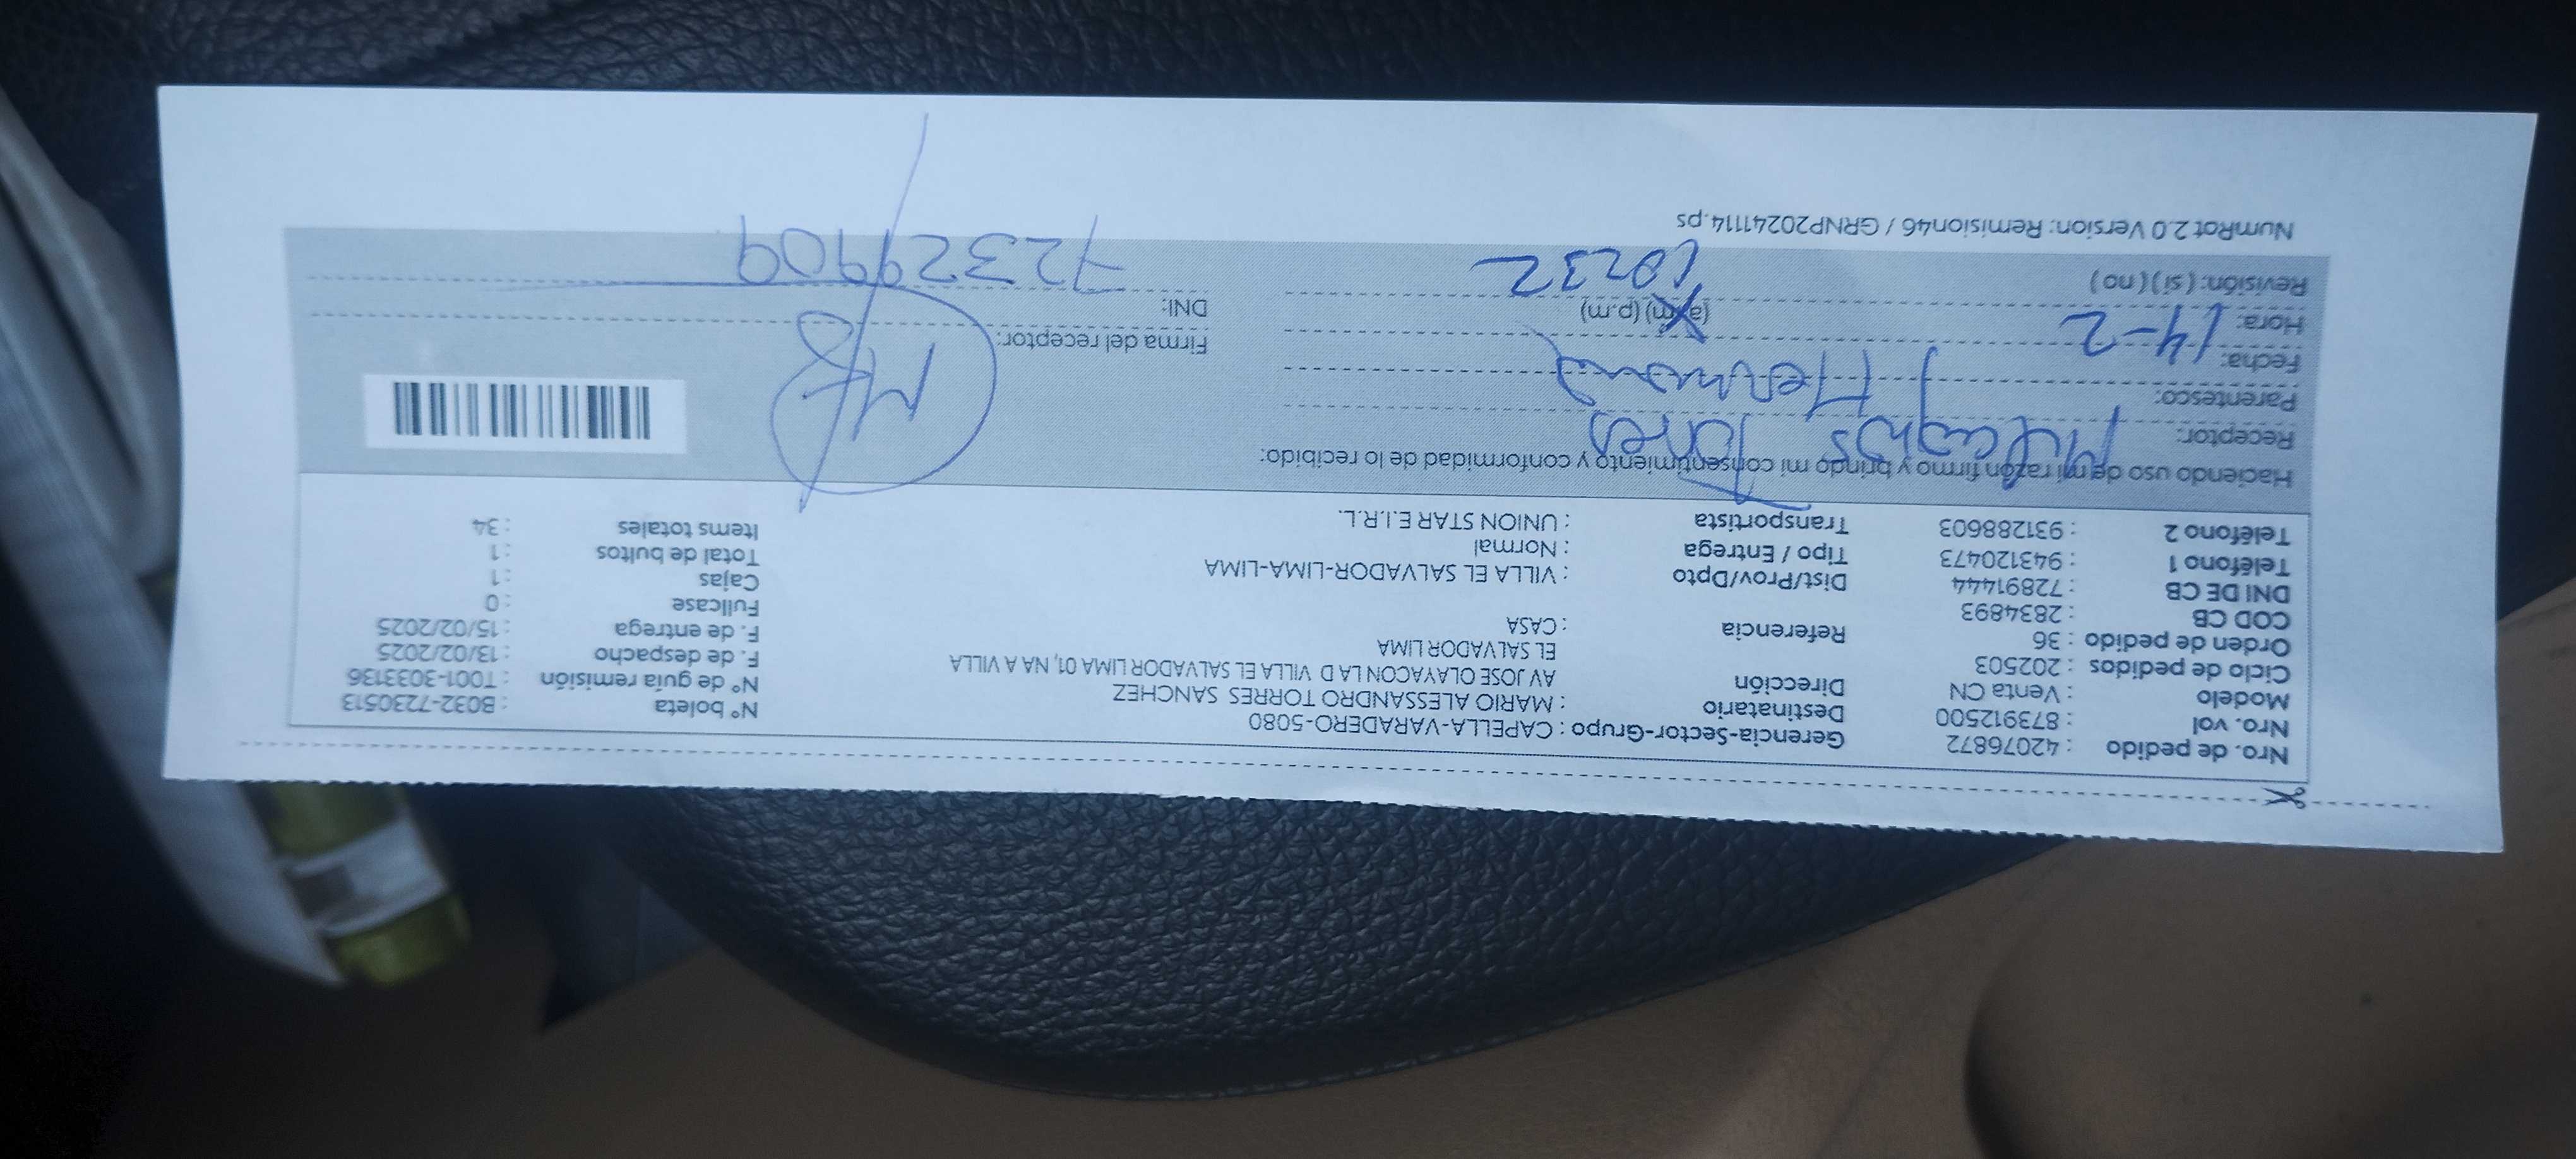 Nro. de pedido : 42076872
Nro. vol : 873912500
Modelo : Venta CN
Ciclo de pedidos : 202503
Orden de pedido : 36
COD CB : 2834893
DNI DE CB : 72891444
Teléfono 1 : 943120473
Teléfono 2 : 931288603
Gerencia-Sector-Grupo : CAPELLA-VARADERO-5080
Destinatario : MARIO ALESSANDRO TORRES SANCHEZ
Dirección AV JOSE OLAYACON LA D VILLA EL SALVADOR LIMA 01, NA A VILLA
EL SALVADOR LIMA
Referencia : CASA
Dist/Prov/Dpto : VILLA EL SALVADOR-LIMA-LIMA
Tipo / Entrega : Normal
Transportista : UNION STAR E.I.R.L.
N° boleta : B032-7230513
N° de guía remisión : T001-3033136
F. de despacho : 13/02/2025
F. de entrega : 15/02/2025
Fullcase : 0
Cajas : 1
Total de bultos : 1
Items totales : 34
Haciendo uso de mi razón firmo y brindo mi consentimiento y conformidad de lo recibido:
Receptor: Milagros Torres
Parentesco: Hermana
Fecha: 14-2
Hora: (a.m) (p.m)
Revisión: ( si ) ( no )
Firma del receptor:
DNI: 72329909
NumRot 2.0 Version: Remision46 / GRNP20241114.ps